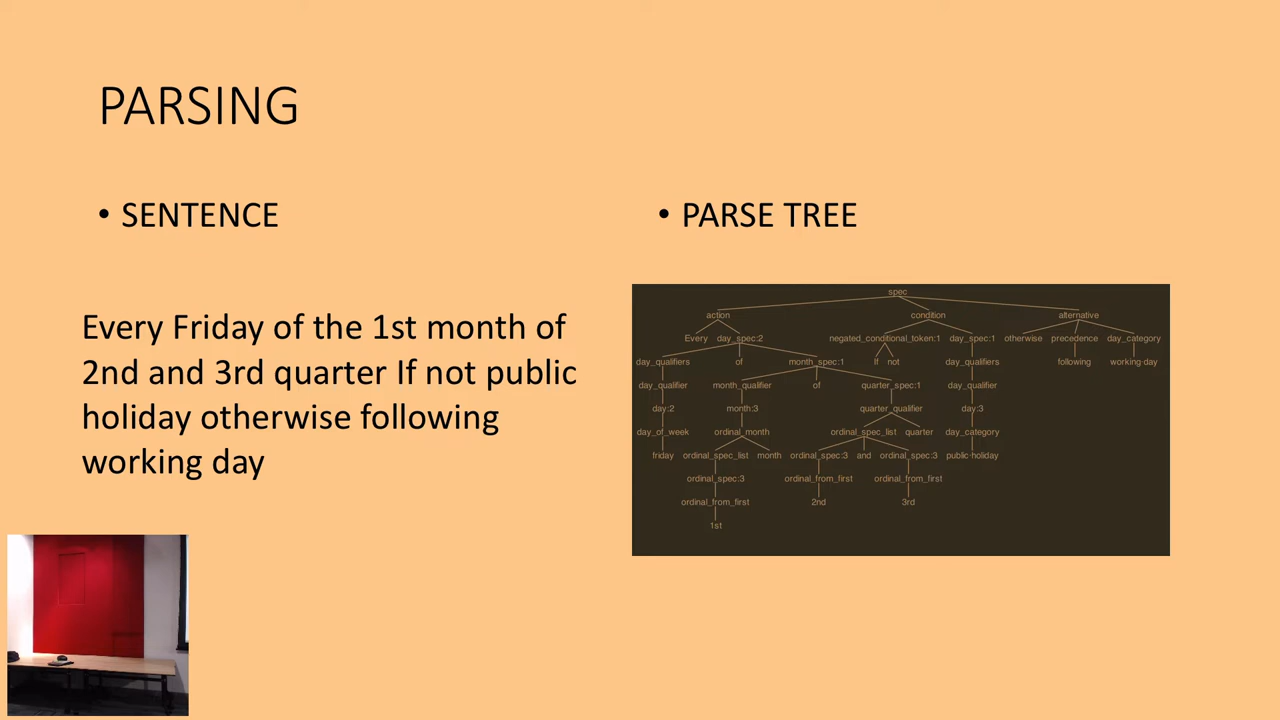 PARSING
• SENTENCE
Every Friday of the 1st month of
2nd and 3rd quarter If not public
holiday otherwise following
working day
• PARSE TREE
spec
action condition alternative
Every day_spec:2 negated_conditional_token:1 day_spec:1 otherwise precedence day_category
day_qualifiers of month_spec:1 If not day_qualifiers following working·day
day_qualifier month_qualifier of quarter_spec:1 day_qualifier
day:2 month:3 quarter_qualifier day:3
day_of_week ordinal_month ordinal_spec_list quarter day_category
friday ordinal_spec_list month ordinal_spec:3 and ordinal_spec:3 public·holiday
ordinal_spec:3 ordinal_from_first ordinal_from_first
ordinal_from_first 2nd 3rd
1st